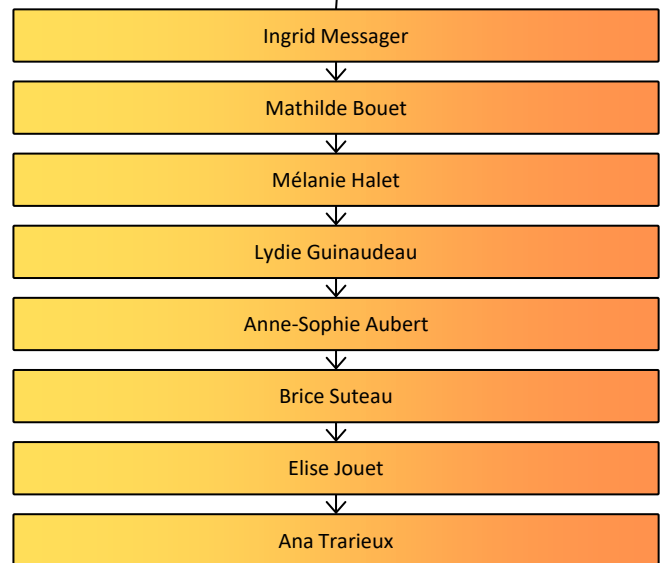 Ingrid Messager
Mathilde Bouet
Mélanie Halet
Lydie Guinaudeau
Anne-Sophie Aubert
Brice Suteau
Elise Jouet
Ana Trarieux